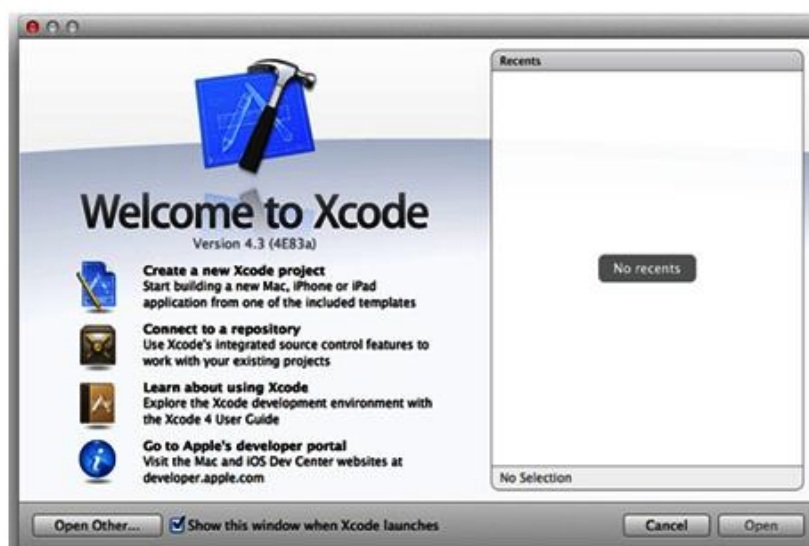 Welcome to Xcode
Version 4.3 (4E83a)
Create a new Xcode project
Start building a new Mac, iPhone or iPad
application from one of the included templates
Connect to a repository
Use Xcode's integrated source control features to
work with your existing projects
Learn about using Xcode
Explore the Xcode development environment with
the Xcode 4 User Guide
Go to Apple's developer portal
Visit the Mac and iOS Dev Center websites at
developer.apple.com
Recents
No recents
No Selection
Open Other...
Show this window when Xcode launches
Cancel
Open